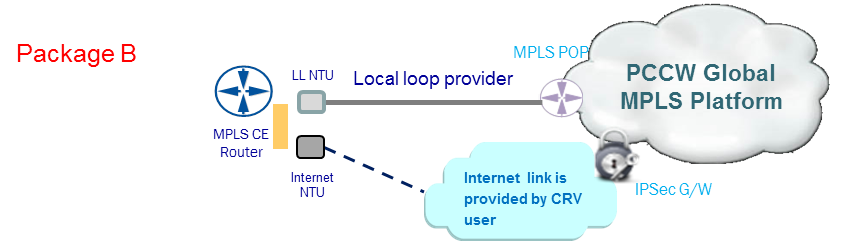 Package B
MPLS POP
LL NTU
Local loop provider
PCCW Global
MPLS Platform
MPLS CE
Router
Internet
NTU
Internet link is
provided by CRV
user
IPSec G/W